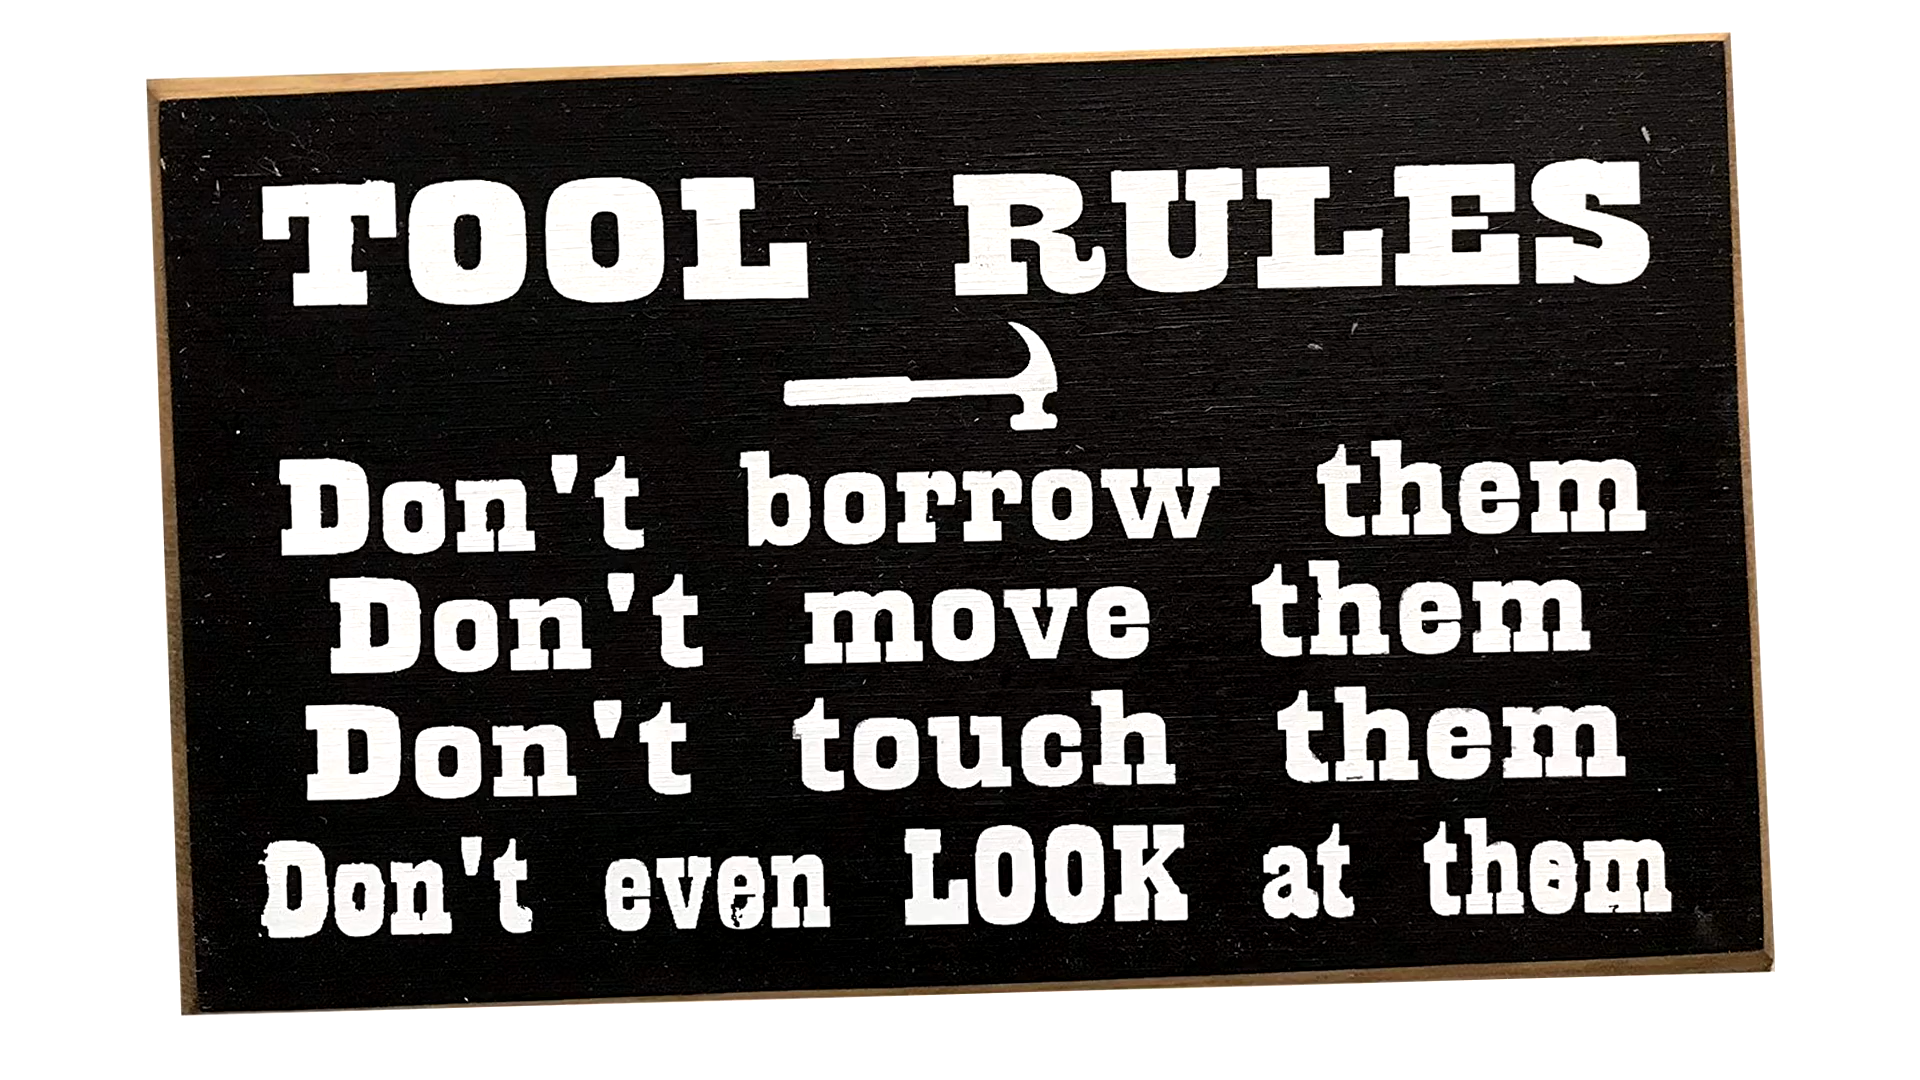 TOOL RULES
Don't borrow them
Don't move them
Don't touch them
Don't even LOOK at them